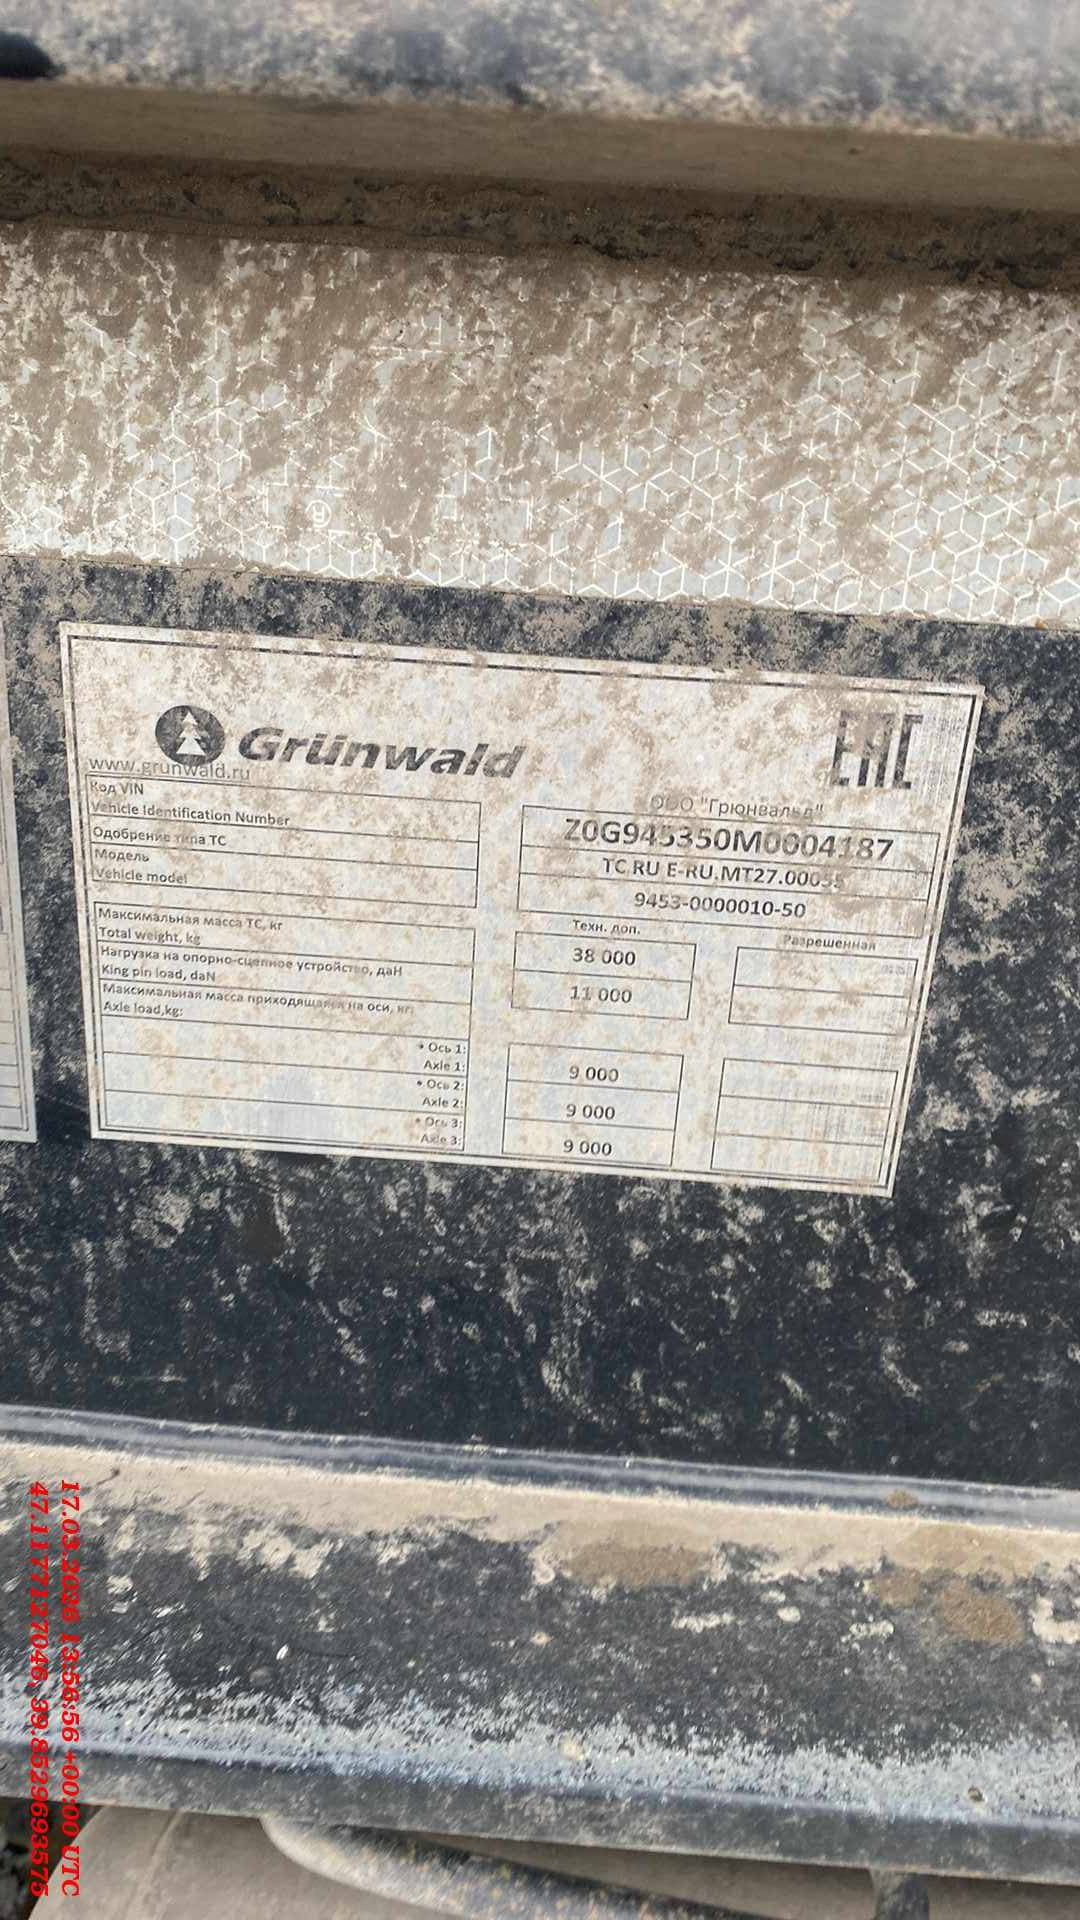 Grünwald
EAC
www.grunwald.ru
ООО "Грюнвальд"
Код VIN
Vehicle Identification Number
Z0G945350M0004187
Одобрение типа ТС
TC RU E-RU.MT27.00055
Модель
Vehicle model
9453-0000010-50
Техн. доп.
Разрешенная
Максимальная масса ТС, кг
Total weight, kg
38 000
Нагрузка на опорно-сцепное устройство, даН
King pin load, daN
11 000
Максимальная масса приходящаяся на оси, кг:
Axle load,kg:
• Ось 1:
Axle 1:
9 000
• Ось 2:
Axle 2:
9 000
• Ось 3:
Axle 3:
9 000
17.03.2026 13:56:56 +00:00 UTC
47.1177127046, 39.8529693575